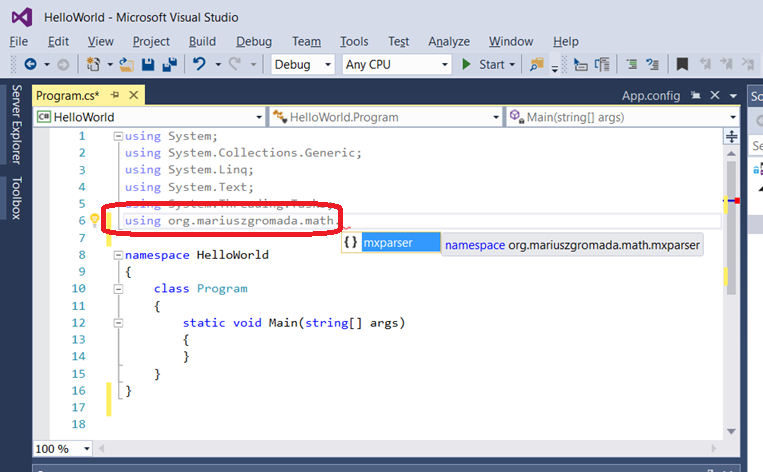 HelloWorld - Microsoft Visual Studio
File Edit View Project Build Debug Team Tools Test Analyze Window Help
Debug Any CPU Start
Program.cs* App.config
HelloWorld HelloWorld.Program Main(string[] args)
Server Explorer
Toolbox
1 using System;
2 using System.Collections.Generic;
3 using System.Linq;
4 using System.Text;
5 using System.Threading.Tasks;
6 using org.mariuszgromada.math.
{} mxparser namespace org.mariuszgromada.math.mxparser
7
8 namespace HelloWorld
9 {
10 class Program
11 {
12 static void Main(string[] args)
13 {
14 }
15 }
16 }
17
18
100 %